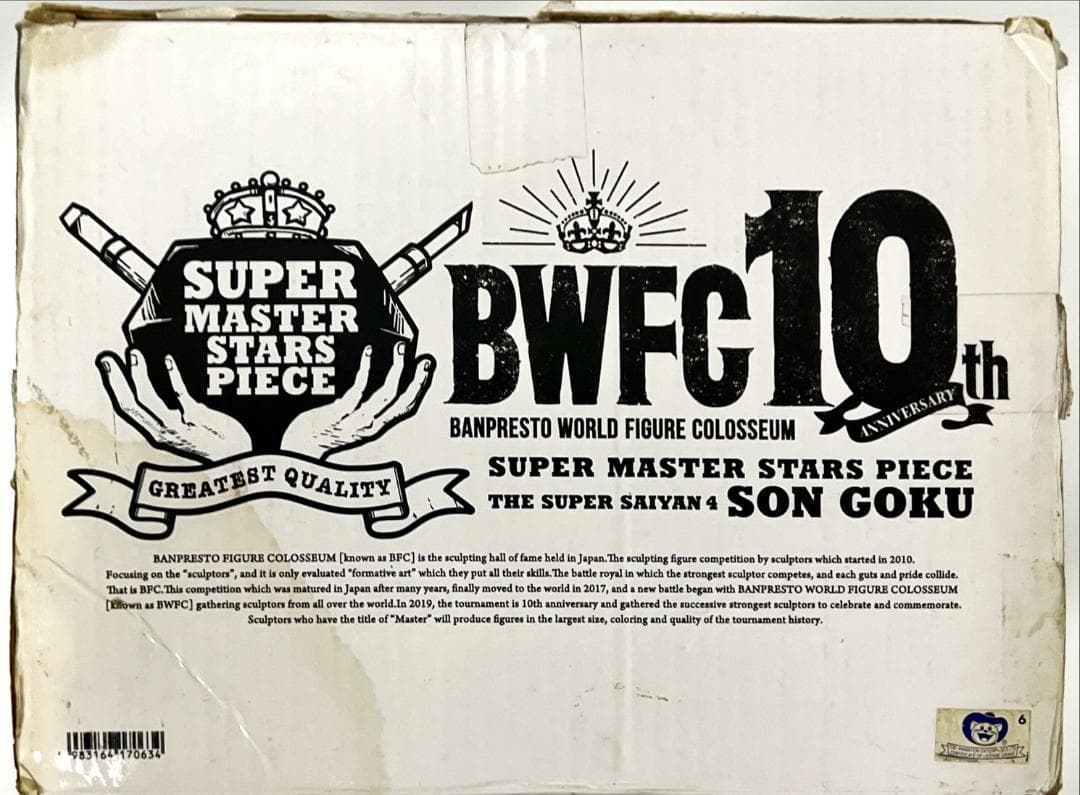 SUPER
MASTER
STARS
PIECE
GREATEST QUALITY
BWFC10th
ANNIVERSARY
BANPRESTO WORLD FIGURE COLOSSEUM
SUPER MASTER STARS PIECE
THE SUPER SAIYAN 4 SON GOKU
BANPRESTO FIGURE COLOSSEUM [known as BFC] is the sculpting hall of fame held in Japan.The sculpting figure competition by sculptors which started in 2010.
Focusing on the "sculptors", and it is only evaluated "formative art" which they put all their skills.The battle royal in which the strongest sculptor competes, and each guts and pride collide.
That is BFC.This competition which was matured in Japan after many years, finally moved to the world in 2017, and a new battle began with BANPRESTO WORLD FIGURE COLOSSEUM
[known as BWFC] gathering sculptors from all over the world.In 2019, the tournament is 10th anniversary and gathered the successive strongest sculptors to celebrate and commemorate.
Sculptors who have the title of "Master" will produce figures in the largest size, coloring and quality of the tournament history.
983164 170634
6